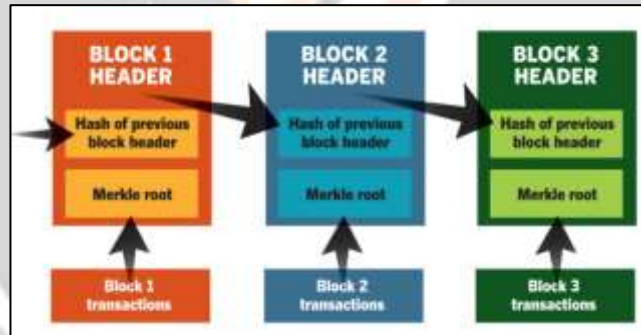 BLOCK 1
HEADER
Hash of previous
block header
Merkle root
Block 1
transactions
BLOCK 2
HEADER
Hash of previous
block header
Merkle root
Block 2
transactions
BLOCK 3
HEADER
Hash of previous
block header
Merkle root
Block 3
transactions